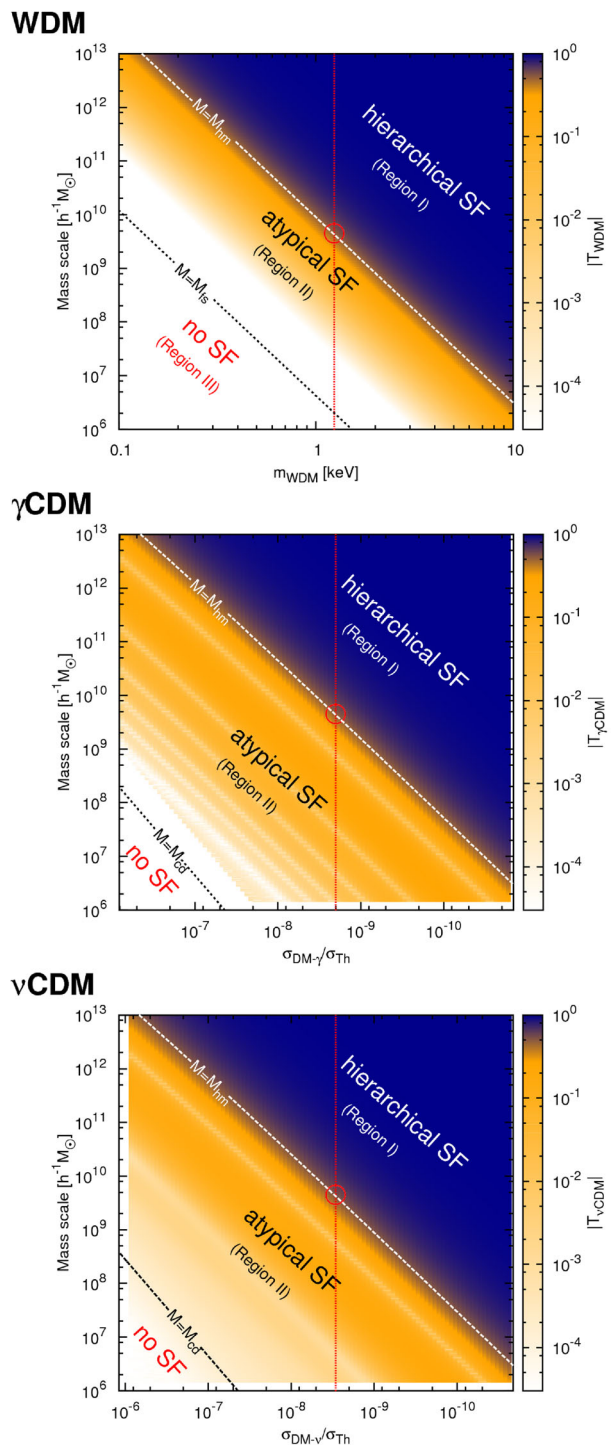 WDM
10^13
10^12
10^11
10^10
10^9
10^8
10^7
10^6
Mass scale [h^-1 M_⊙]
M=M_hm
hierarchical SF
(Region I)
atypical SF
(Region II)
M=M_fs
no SF
(Region III)
0.1
1
10
m_WDM [keV]
10^0
10^-1
10^-2
10^-3
10^-4
|T_WDM|
γCDM
10^13
10^12
10^11
10^10
10^9
10^8
10^7
10^6
Mass scale [h^-1 M_⊙]
M=M_hm
hierarchical SF
(Region I)
atypical SF
(Region II)
M=M_cd
no SF
10^-7
10^-8
10^-9
10^-10
σ_DM-γ/σ_Th
10^0
10^-1
10^-2
10^-3
10^-4
|T_γCDM|
νCDM
10^13
10^12
10^11
10^10
10^9
10^8
10^7
10^6
Mass scale [h^-1 M_⊙]
M=M_hm
hierarchical SF
(Region I)
atypical SF
(Region II)
M=M_cd
no SF
10^-6
10^-7
10^-8
10^-9
10^-10
σ_DM-ν/σ_Th
10^0
10^-1
10^-2
10^-3
10^-4
|T_νCDM|